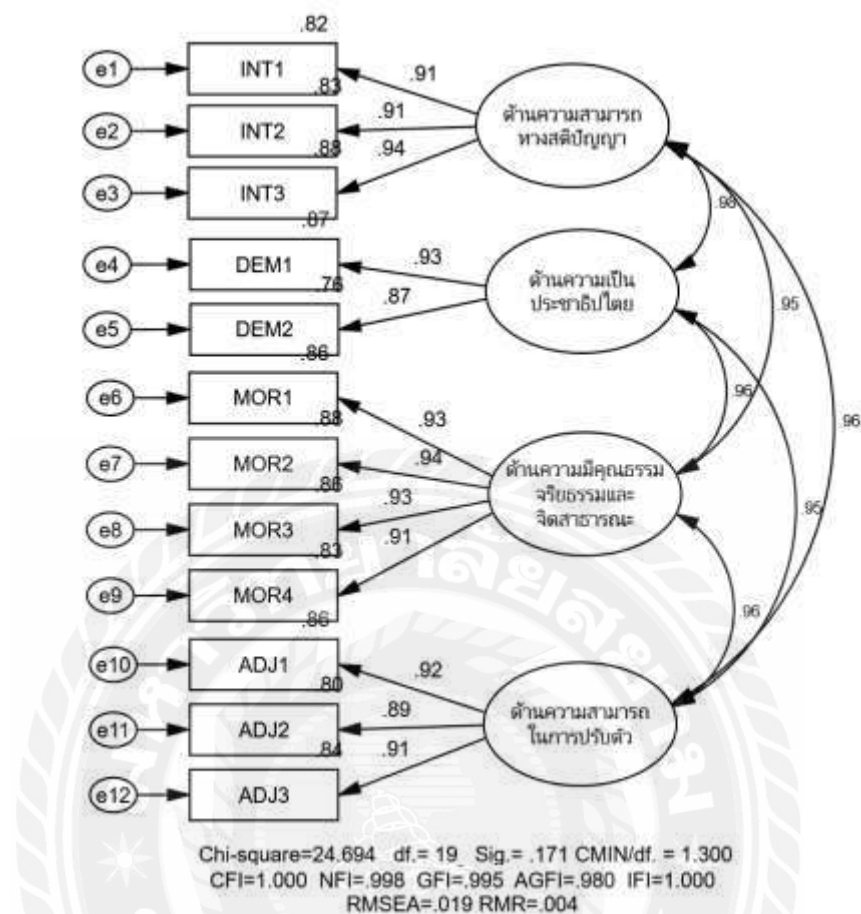 .82
e1 INT1 .91
.83
e2 INT2 .91
.88
e3 INT3 .94
.87
ด้านความสามารถ
ทางสติปัญญา
.98
e4 DEM1 .93
.76
e5 DEM2 .87
.86
ด้านความเป็น
ประชาธิปไตย
.95
.96
.96
e6 MOR1 .93
.88
e7 MOR2 .94
.86
e8 MOR3 .93
.83
e9 MOR4 .91
.86
ด้านความมีคุณธรรม
จริยธรรมและ
จิตสาธารณะ
.95
.96
e10 ADJ1 .92
.80
e11 ADJ2 .89
.84
e12 ADJ3 .91
ด้านความสามารถ
ในการปรับตัว
Chi-square=24.694 df.= 19 Sig.= .171 CMIN/df. = 1.300
CFI=1.000 NFI=.998 GFI=.995 AGFI=.980 IFI=1.000
RMSEA=.019 RMR=.004